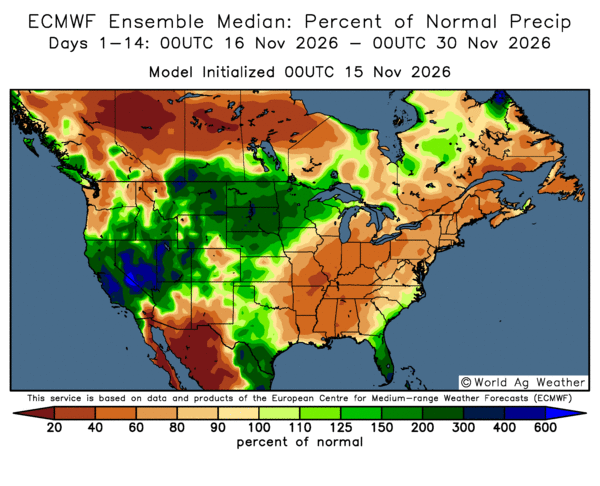 ECMWF Ensemble Median: Percent of Normal Precip
Days 1-14: 00UTC 16 Nov 2026 - 00UTC 30 Nov 2026
Model Initialized 00UTC 15 Nov 2026
©World Ag Weather
This service is based on data and products of the European Centre for Medium-range Weather Forecasts (ECMWF)
20 40 60 80 90 100 110 125 150 200 300 400 600
percent of normal